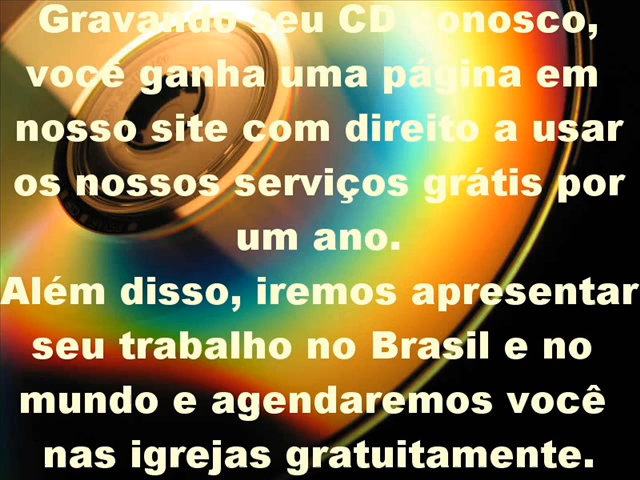 Gravando seu CD conosco,
você ganha uma página em
nosso site com direito a usar
os nossos serviços grátis por
um ano.
Além disso, iremos apresentar
seu trabalho no Brasil e no
mundo e agendaremos você
nas igrejas gratuitamente.